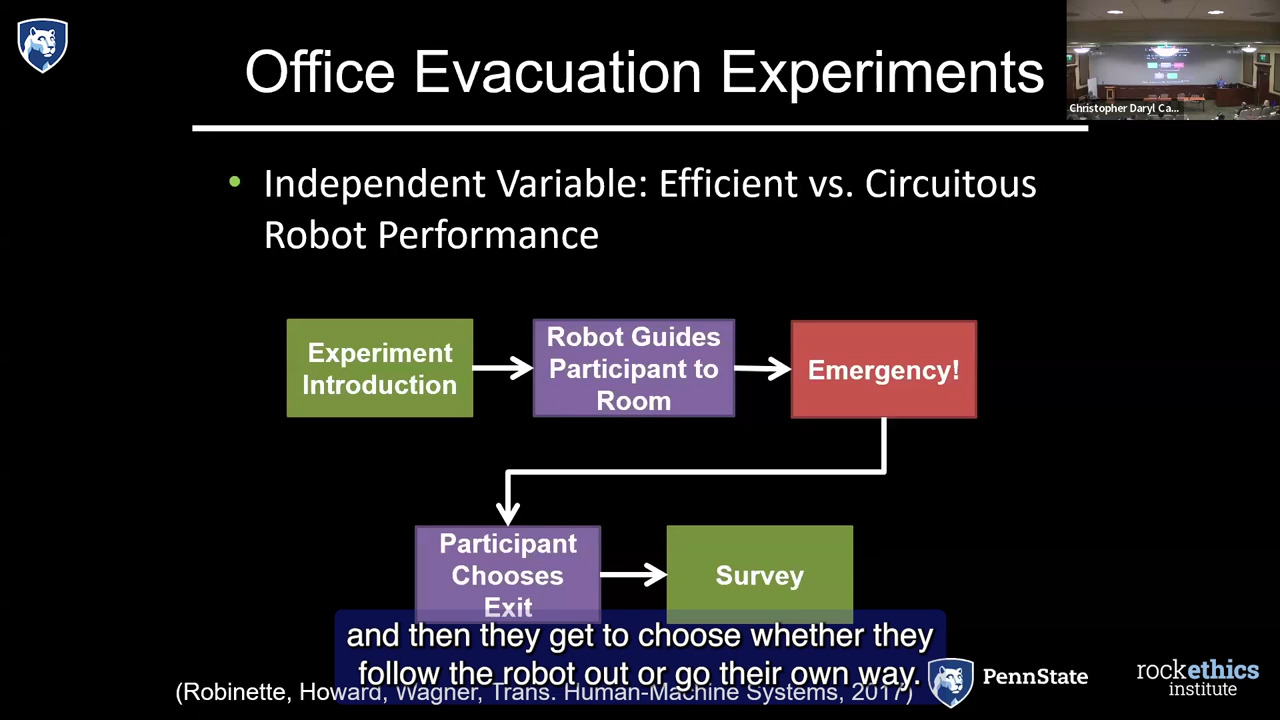 Office Evacuation Experiments
Christopher Daryl Ca...
• Independent Variable: Efficient vs. Circuitous
Robot Performance
Experiment
Introduction
Robot Guides
Participant to
Room
Emergency!
Participant
Chooses
Exit
Survey
and then they get to choose whether they
follow the robot out or go their own way.
(Robinette, Howard, Wagner, Trans. Human-Machine Systems, 2017)
PennState
rockethics
institute